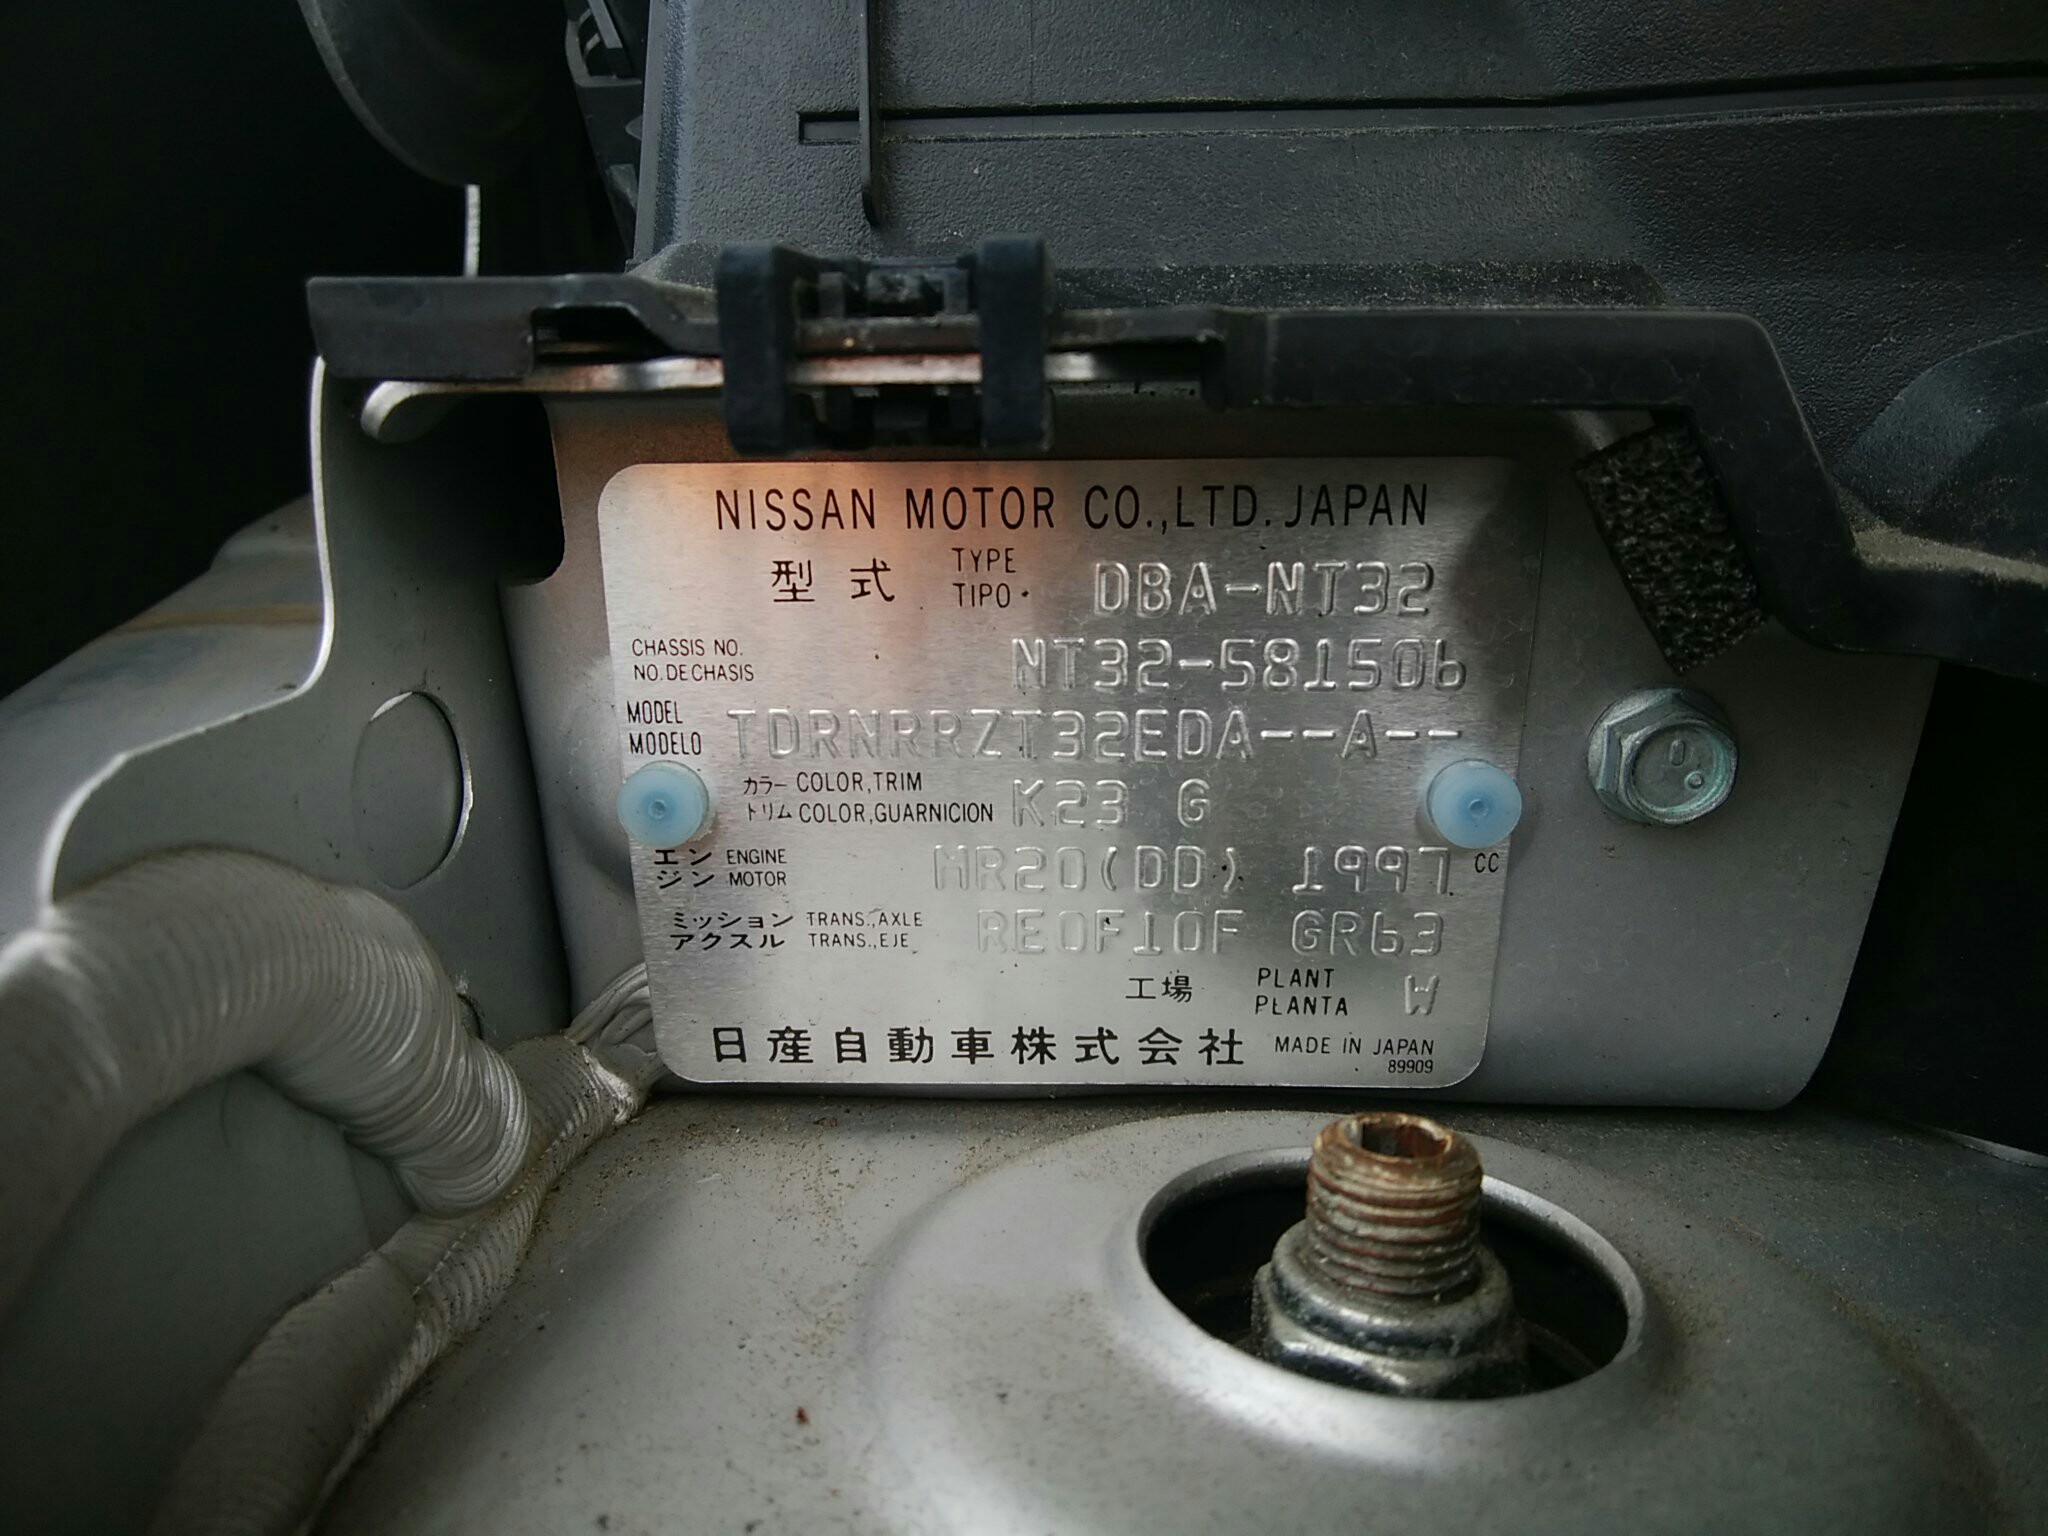 NISSAN MOTOR CO.,LTD. JAPAN
型式 TYPE TIPO DBA-NT32
CHASSIS NO. NO. DE CHASIS NT32-581506
MODEL MODELO TDRNRRZT32EDA--A--
カラー COLOR,TRIM
トリム COLOR,GUARNICION K23 G
エン ENGINE
ジン MOTOR MR20(DD) 1997 CC
ミッション TRANS.,AXLE
アクスル TRANS.,EJE RE0F10F GR63
工場 PLANT PLANTA W
日産自動車株式会社 MADE IN JAPAN
89909